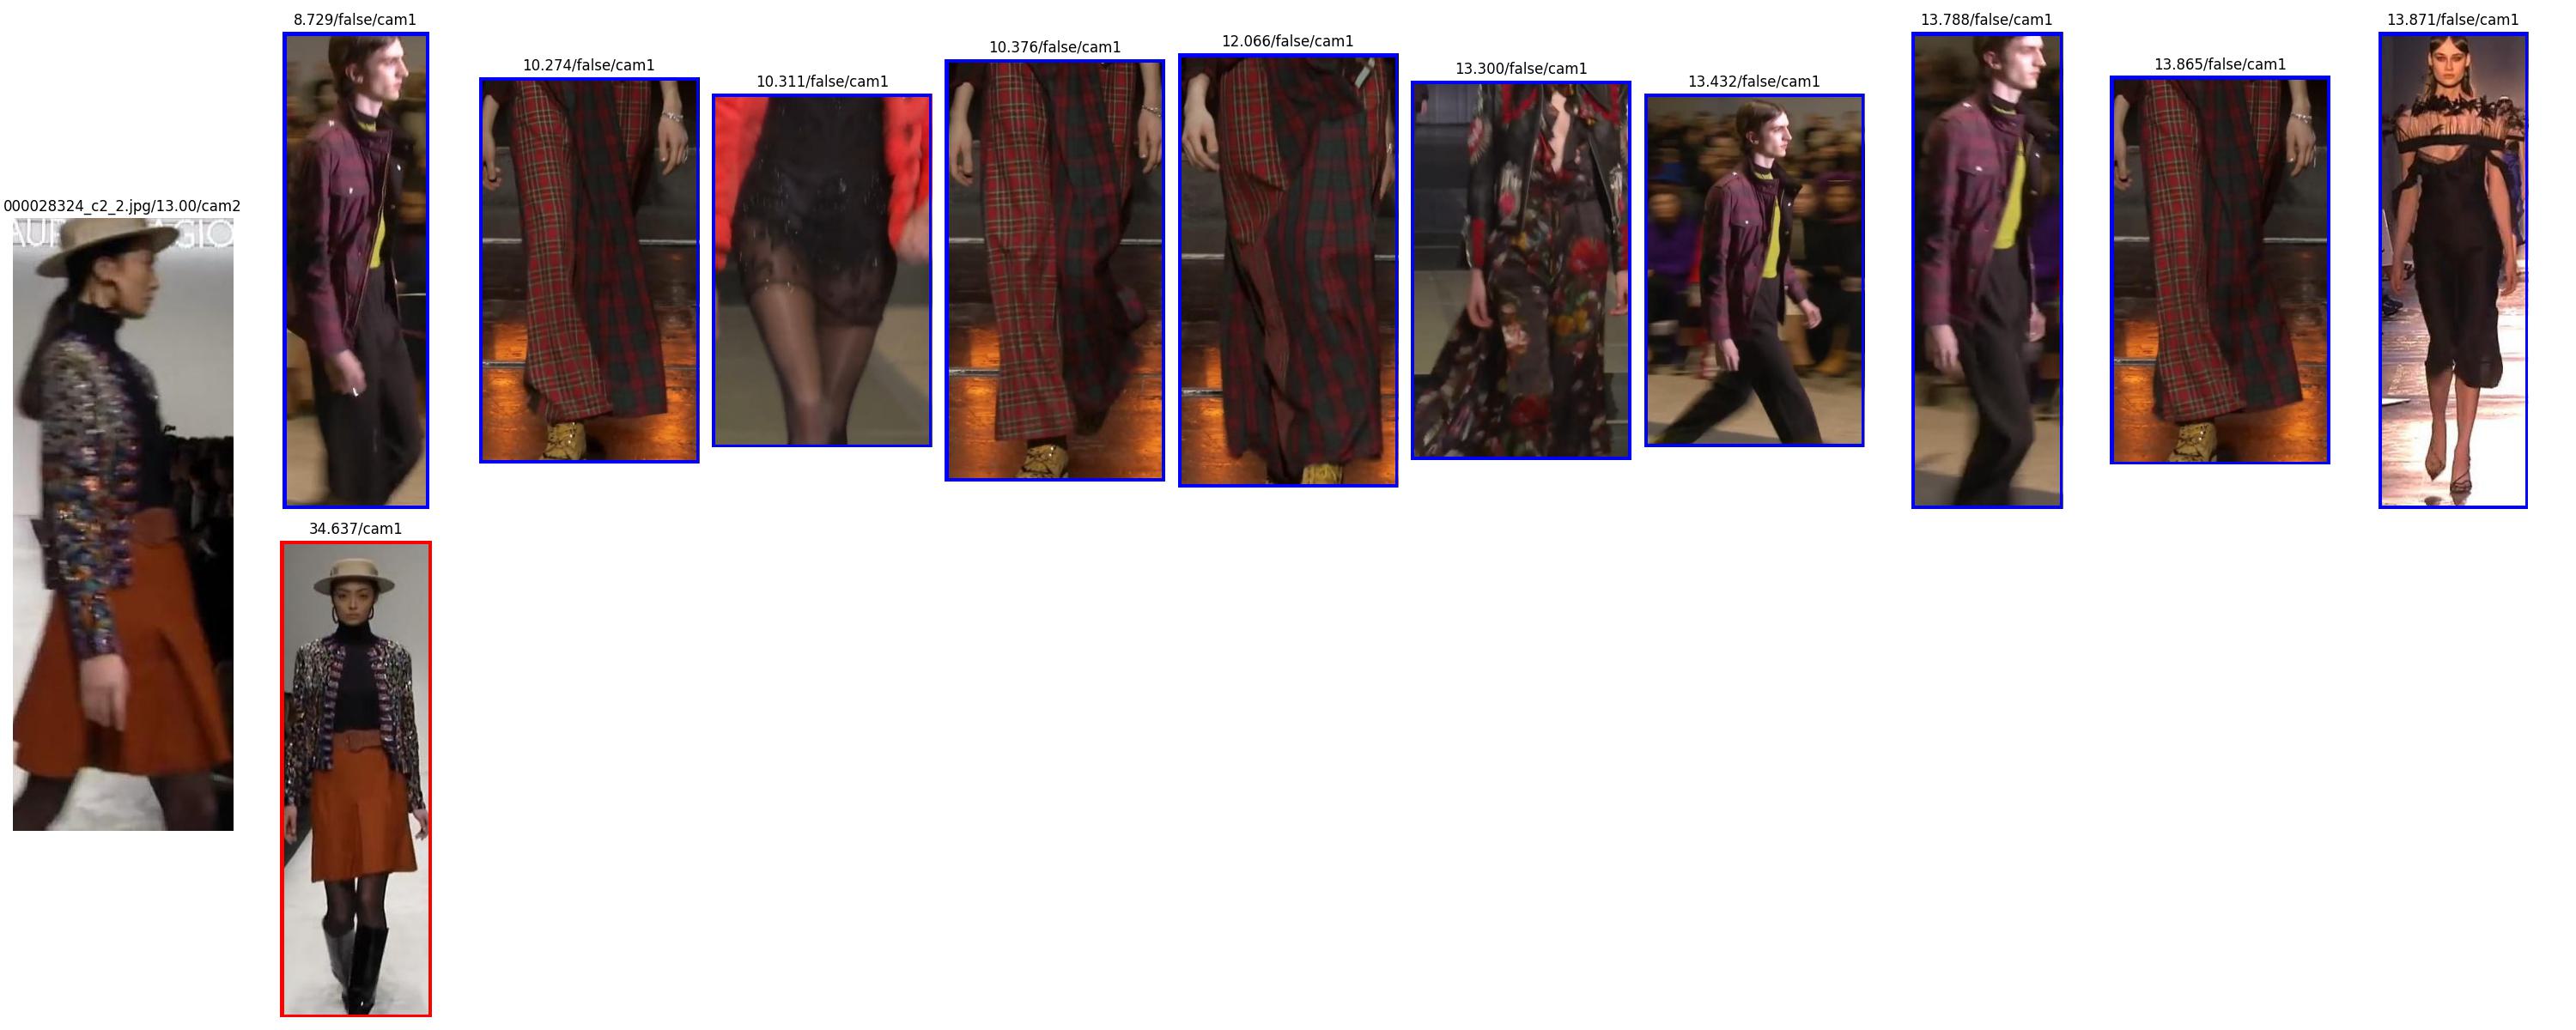 8.729/false/cam1
10.274/false/cam1
10.311/false/cam1
10.376/false/cam1
12.066/false/cam1
13.300/false/cam1
13.432/false/cam1
13.788/false/cam1
13.865/false/cam1
13.871/false/cam1
000028324_c2_2.jpg/13.00/cam2
34.637/cam1